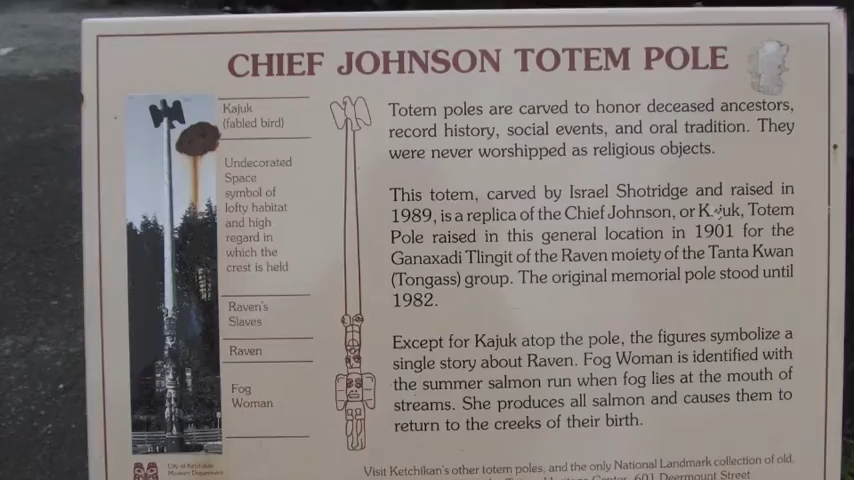 CHIEF JOHNSON TOTEM POLE
Kajuk
(fabled bird)
Undecorated
Space
symbol of
lofty habitat
and high
regard in
which the
crest is held
Raven's
Slaves
Raven
Fog
Woman
Totem poles are carved to honor deceased ancestors,
record history, social events, and oral tradition. They
were never worshipped as religious objects.
This totem, carved by Israel Shotridge and raised in
1989, is a replica of the Chief Johnson, or Kajuk, Totem
Pole raised in this general location in 1901 for the
Ganaxadi Tlingit of the Raven moiety of the Tanta Kwan
(Tongass) group. The original memorial pole stood until
1982.
Except for Kajuk atop the pole, the figures symbolize a
single story about Raven. Fog Woman is identified with
the summer salmon run when fog lies at the mouth of
streams. She produces all salmon and causes them to
return to the creeks of their birth.
City of Ketchikan
Museum Department
Visit Ketchikan's other totem poles, and the only National Landmark collection of old,
Heritage Center, 601 Deermount Street